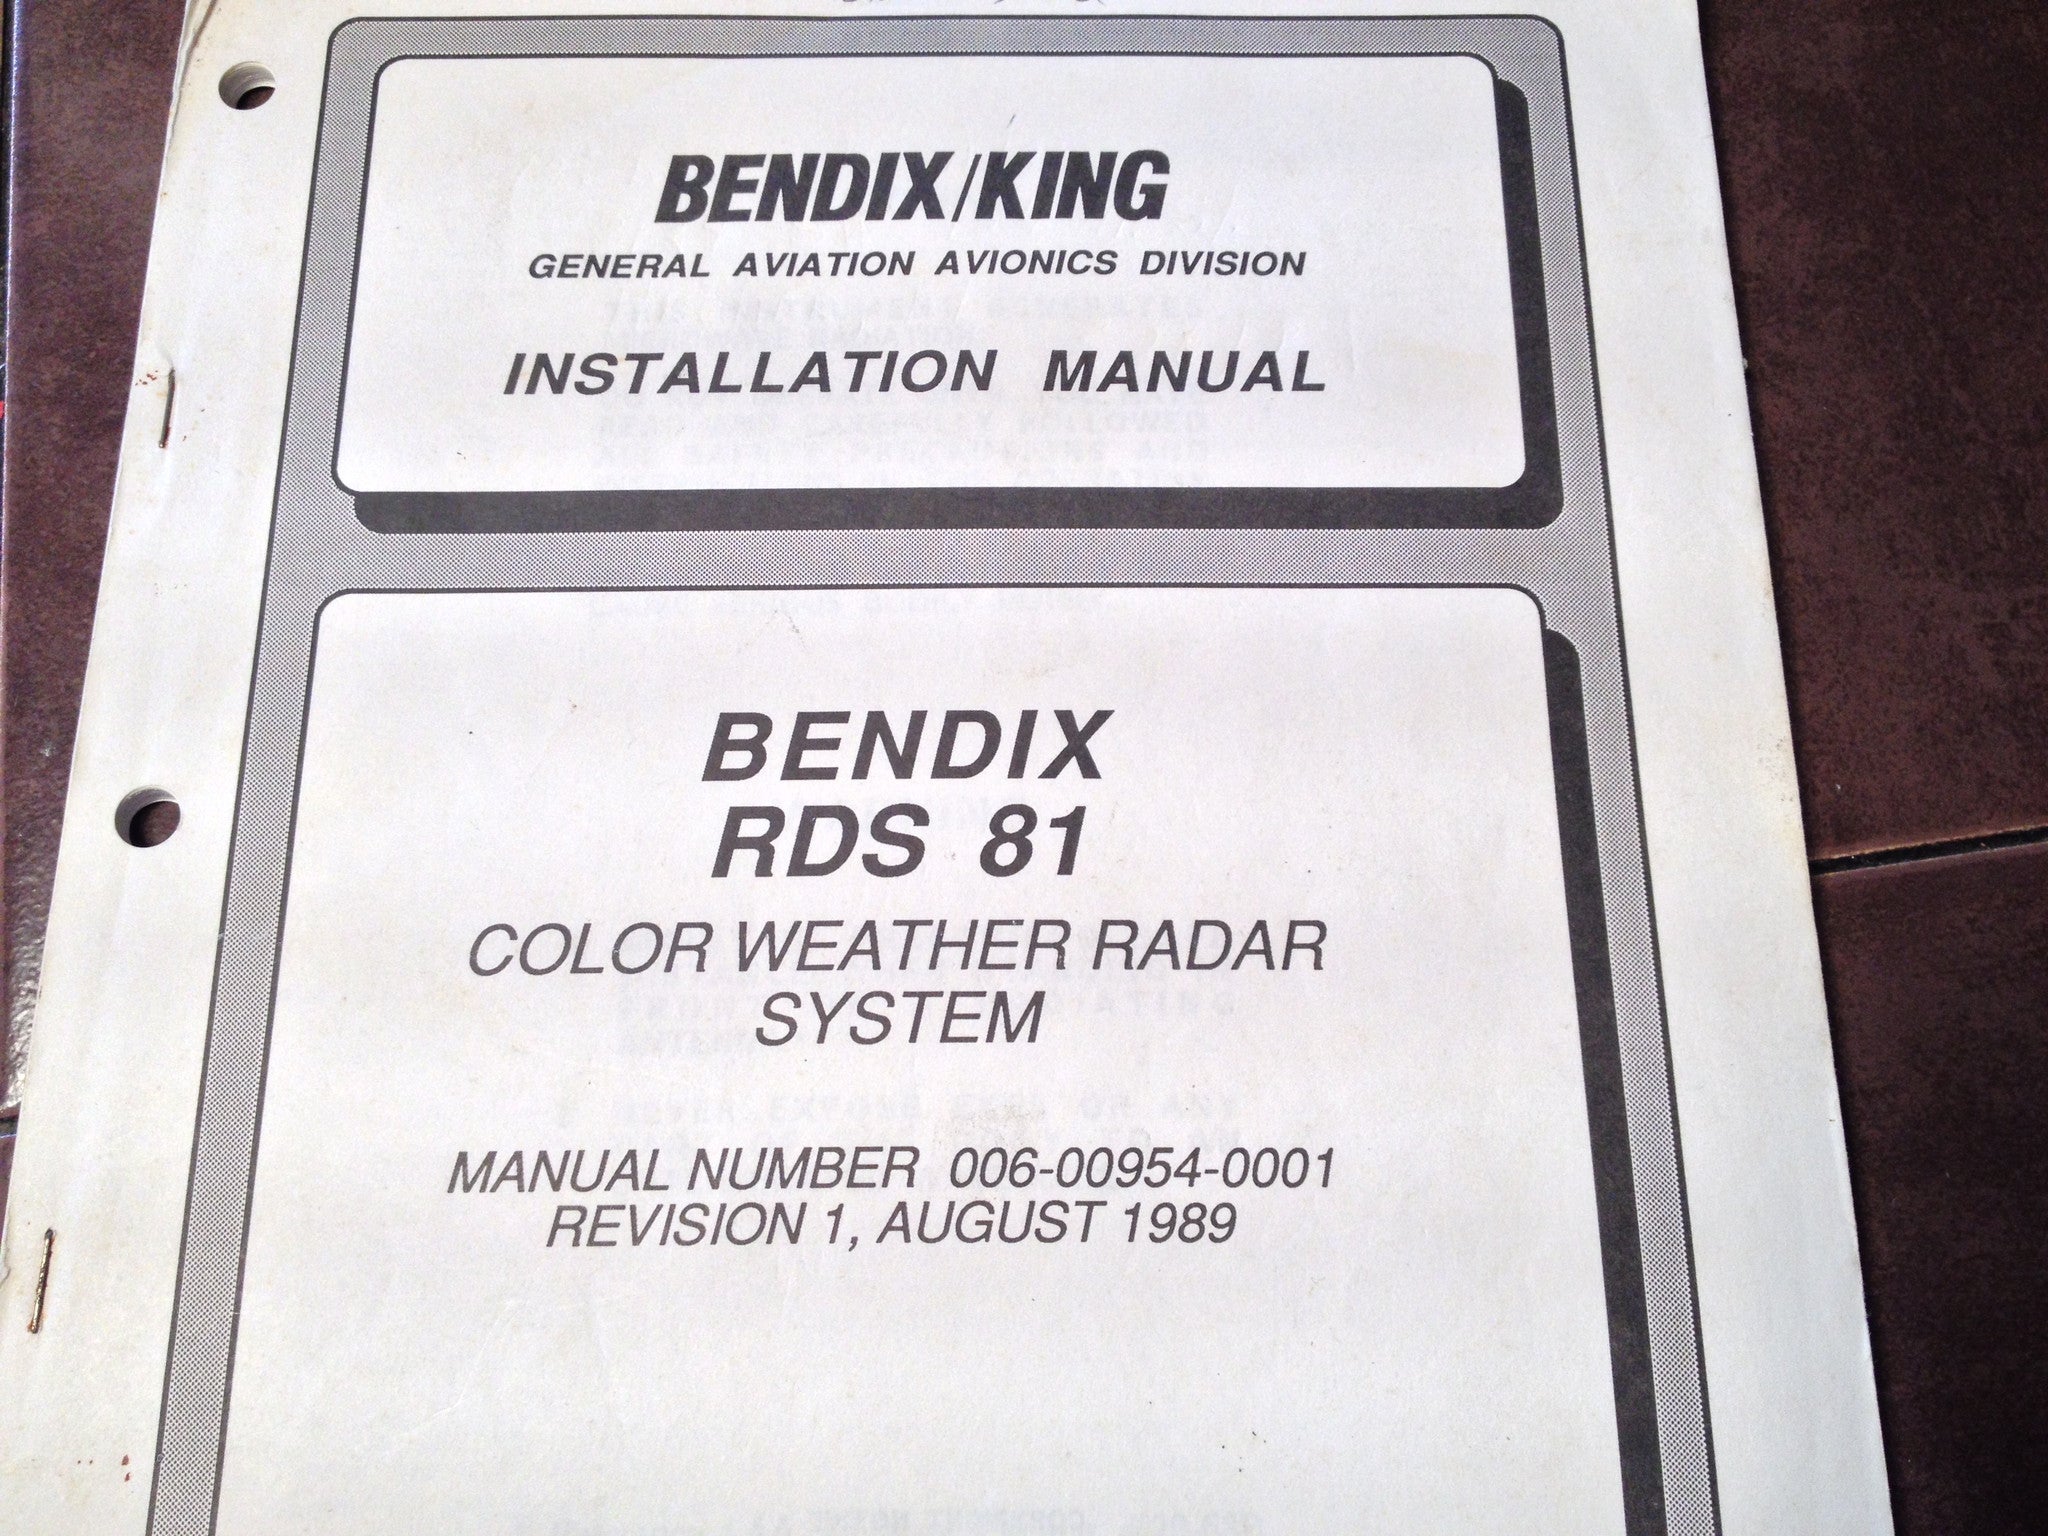 BENDIX/KING
GENERAL AVIATION AVIONICS DIVISION
INSTALLATION MANUAL
BENDIX
RDS 81
COLOR WEATHER RADAR
SYSTEM
MANUAL NUMBER 006-00954-0001
REVISION 1, AUGUST 1989